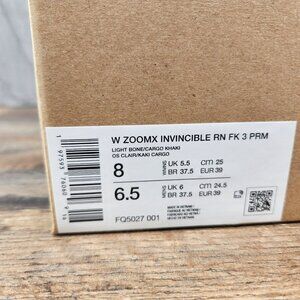 W ZOOMX INVINCIBLE RN FK 3 PRM
LIGHT BONE/CARGO KHAKI
OS CLAIR/KAKI CARGO
8 UK 5.5 cm 25
BR 37.5 EUR 39
6.5 UK 6 cm 24.5
BR 37.5 EUR 39
FQ5027 001